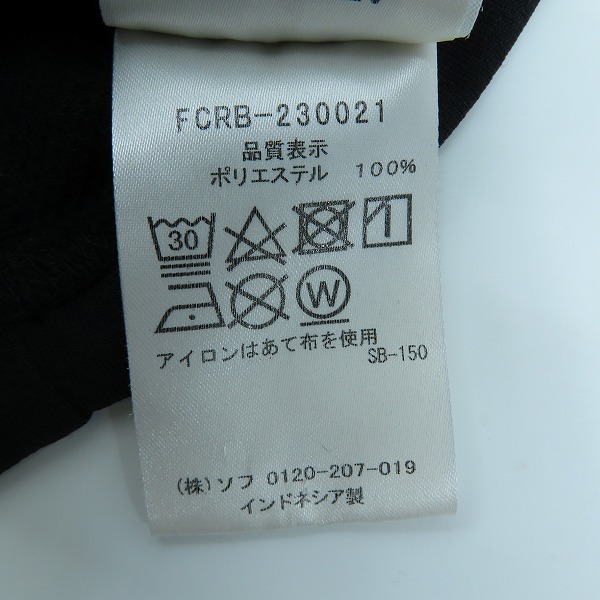 FCRB-230021
品質表示
ポリエステル 100%
30
W
アイロンはあて布を使用
SB-150
(株)ソフ 0120-207-019
インドネシア製